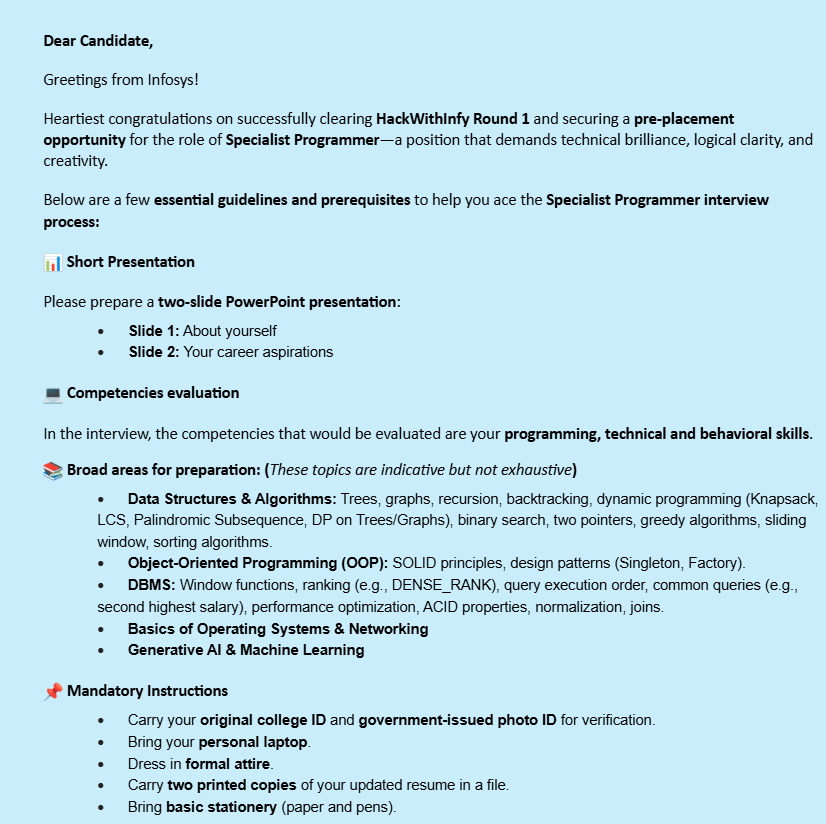 Dear Candidate,
Greetings from Infosys!
Heartiest congratulations on successfully clearing HackWithInfy Round 1 and securing a pre-placement
opportunity for the role of Specialist Programmer—a position that demands technical brilliance, logical clarity, and
creativity.
Below are a few essential guidelines and prerequisites to help you ace the Specialist Programmer interview
process:
📊 Short Presentation
Please prepare a two-slide PowerPoint presentation:
• Slide 1: About yourself
• Slide 2: Your career aspirations
💻 Competencies evaluation
In the interview, the competencies that would be evaluated are your programming, technical and behavioral skills.
📚 Broad areas for preparation: (These topics are indicative but not exhaustive)
• Data Structures & Algorithms: Trees, graphs, recursion, backtracking, dynamic programming (Knapsack,
LCS, Palindromic Subsequence, DP on Trees/Graphs), binary search, two pointers, greedy algorithms, sliding
window, sorting algorithms.
• Object-Oriented Programming (OOP): SOLID principles, design patterns (Singleton, Factory).
• DBMS: Window functions, ranking (e.g., DENSE_RANK), query execution order, common queries (e.g.,
second highest salary), performance optimization, ACID properties, normalization, joins.
• Basics of Operating Systems & Networking
• Generative AI & Machine Learning
📌 Mandatory Instructions
• Carry your original college ID and government-issued photo ID for verification.
• Bring your personal laptop.
• Dress in formal attire.
• Carry two printed copies of your updated resume in a file.
• Bring basic stationery (paper and pens).